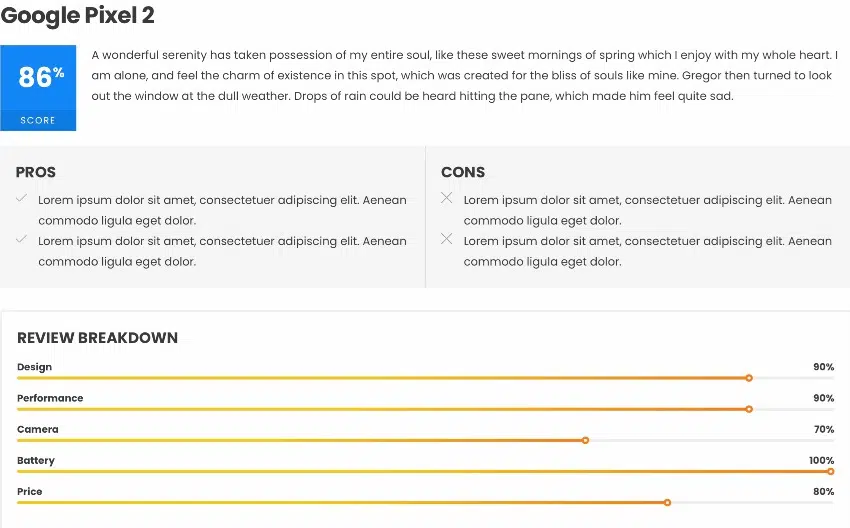 Google Pixel 2
86%
SCORE
A wonderful serenity has taken possession of my entire soul, like these sweet mornings of spring which I enjoy with my whole heart. I
am alone, and feel the charm of existence in this spot, which was created for the bliss of souls like mine. Gregor then turned to look
out the window at the dull weather. Drops of rain could be heard hitting the pane, which made him feel quite sad.
PROS
Lorem ipsum dolor sit amet, consectetuer adipiscing elit. Aenean
commodo ligula eget dolor.
Lorem ipsum dolor sit amet, consectetuer adipiscing elit. Aenean
commodo ligula eget dolor.
CONS
Lorem ipsum dolor sit amet, consectetuer adipiscing elit. Aenean
commodo ligula eget dolor.
Lorem ipsum dolor sit amet, consectetuer adipiscing elit. Aenean
commodo ligula eget dolor.
REVIEW BREAKDOWN
Design 90%
Performance 90%
Camera 70%
Battery 100%
Price 80%